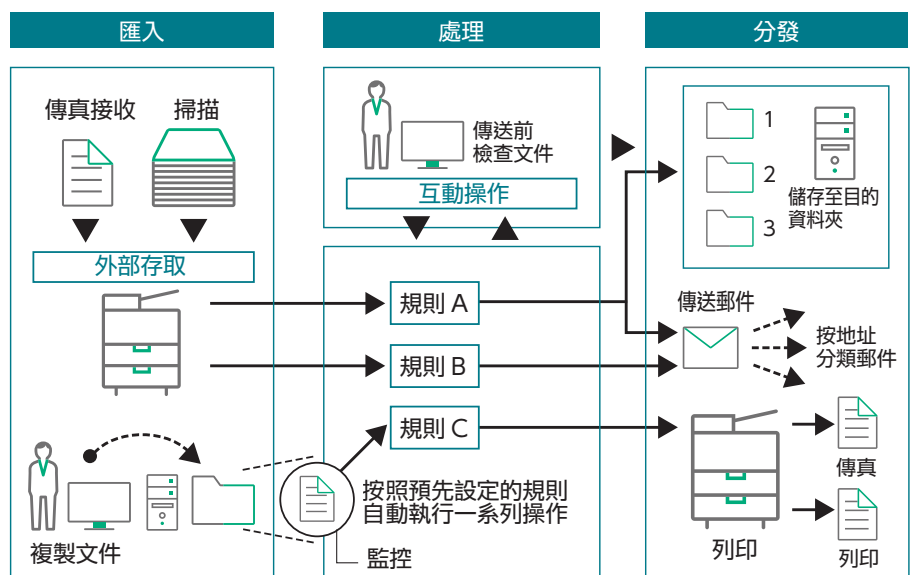 匯入
處理
分發
傳真接收
掃描
外部存取
複製文件
傳送前
檢查文件
互動操作
規則 A
規則 B
規則 C
按照預先設定的規則
自動執行一系列操作
監控
1
2
3
儲存至目的
資料夾
傳送郵件
按地址
分類郵件
傳真
列印
列印